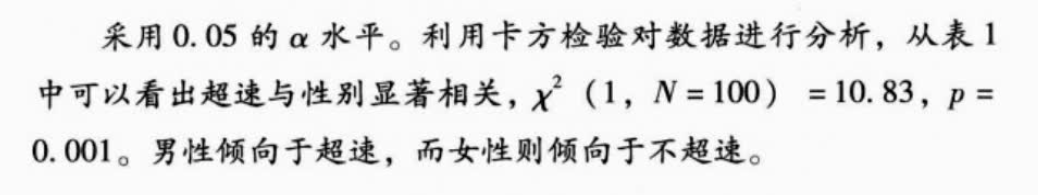 采用 0.05 的 α 水平。利用卡方检验对数据进行分析，从表 1
中可以看出超速与性别显著相关，χ² （1，N = 100） = 10.83，p =
0.001。男性倾向于超速，而女性则倾向于不超速。